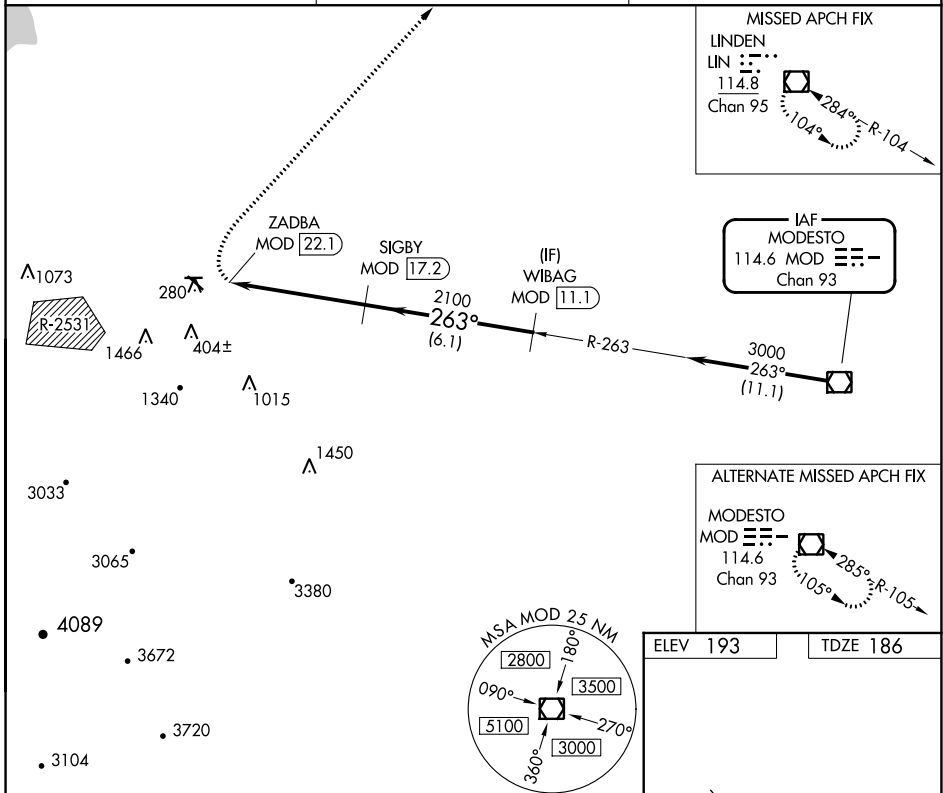 MISSED APCH FIX
LINDEN
LIN
114.8
Chan 95
284°
R-104
104°
ZADBA
MOD 22.1
SIGBY
MOD 17.2
(IF)
WIBAG
MOD 11.1
IAF
MODESTO
114.6 MOD
Chan 93
1073
280
R-2531
1466
404±
2100
263°
(6.1)
R-263
3000
263°
(11.1)
1340
1015
1450
3033
3065
3380
4089
3672
3720
3104
ALTERNATE MISSED APCH FIX
MODESTO
MOD
114.6
Chan 93
285°
R-105
105°
MSA MOD 25 NM
2800
180°
090°
3500
5100
270°
360°
3000
ELEV 193
TDZE 186